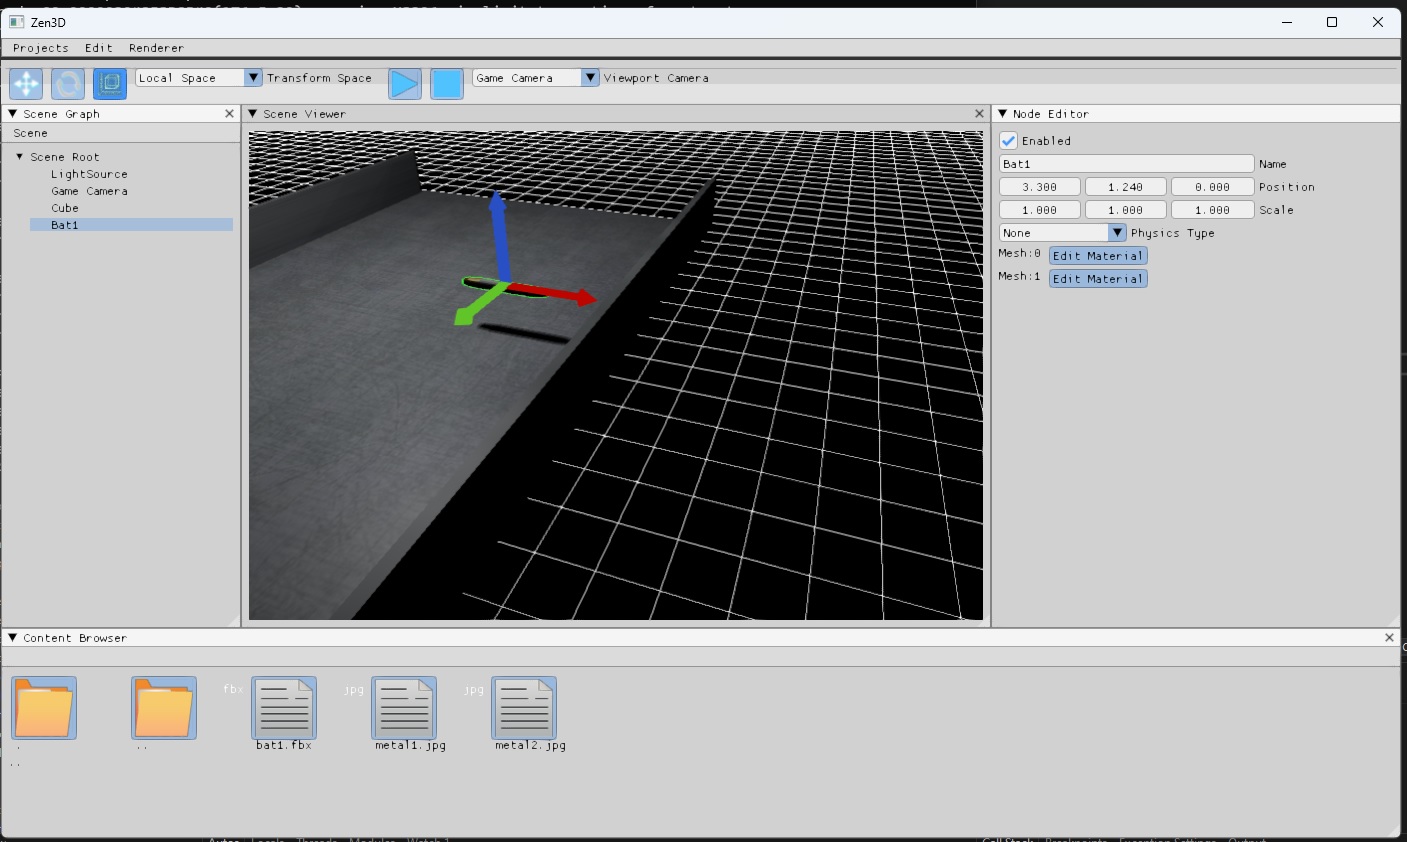 Zen3D
Projects Edit Renderer
Local Space Transform Space Game Camera Viewport Camera
Scene Graph
Scene
Scene Root
LightSource
Game Camera
Cube
Bat1
Scene Viewer
Node Editor
Enabled
Bat1 Name
3.300 1.240 0.000 Position
1.000 1.000 1.000 Scale
None Physics Type
Mesh:0 Edit Material
Mesh:1 Edit Material
Content Browser
fbx jpg jpg
. .. bat1.fbx metal1.jpg metal2.jpg
..